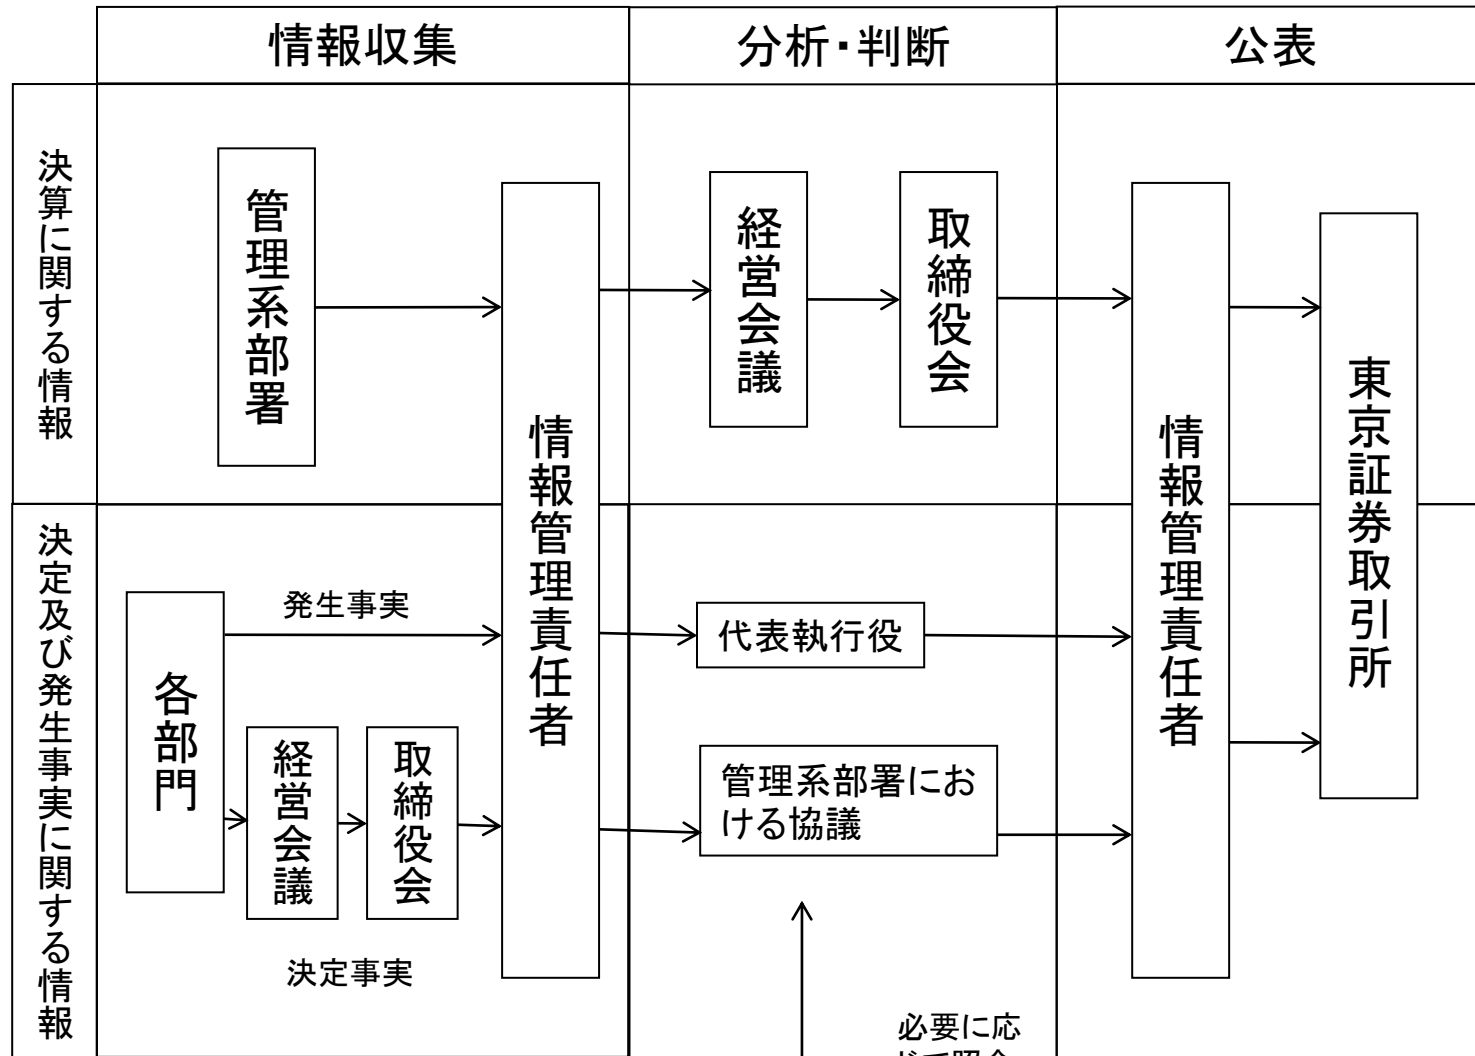 情報収集
分析・判断
公表
決算に関する情報
管理系部署
情報管理責任者
経営会議
取締役会
情報管理責任者
東京証券取引所
決定及び発生事実に関する情報
各部門
発生事実
経営会議
取締役会
決定事実
代表執行役
管理系部署にお
ける協議
必要に応
じて照会